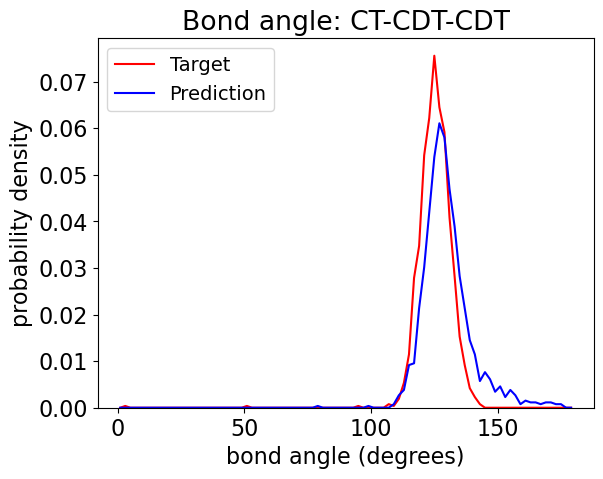 Bond angle: CT-CDT-CDT
Target
Prediction
probability density
0.07
0.06
0.05
0.04
0.03
0.02
0.01
0.00
0 50 100 150
bond angle (degrees)